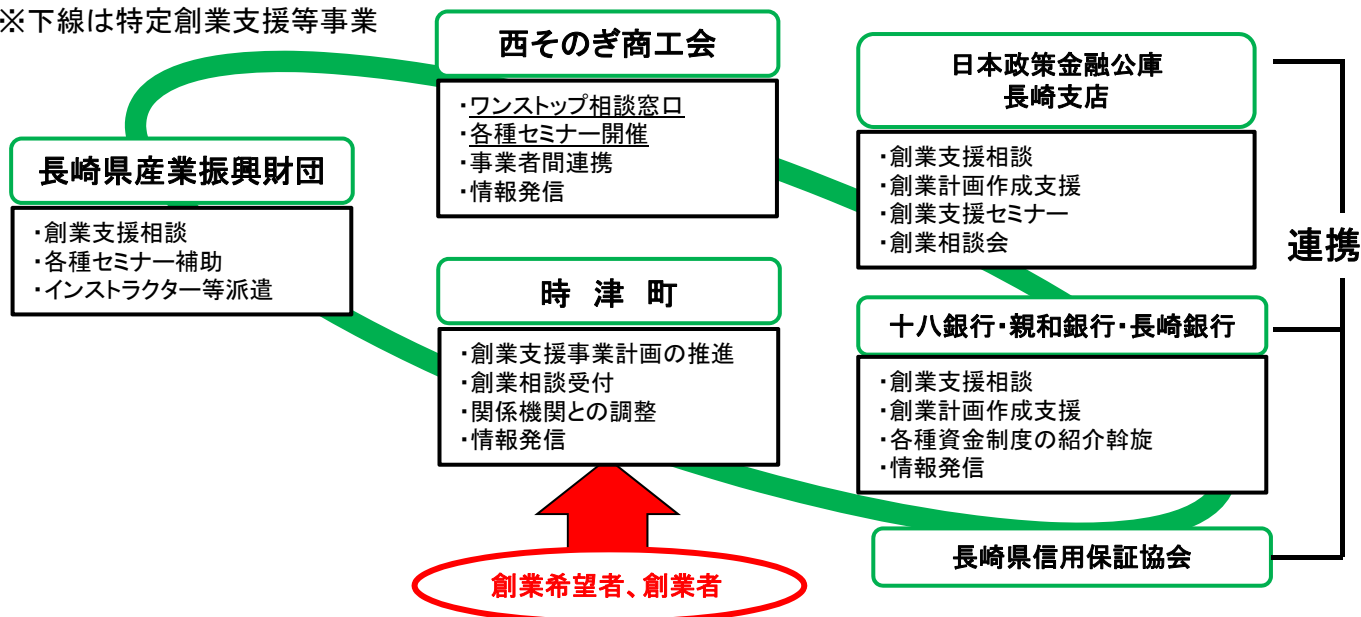 ※下線は特定創業支援等事業
西そのぎ商工会
・ワンストップ相談窓口
・各種セミナー開催
・事業者間連携
・情報発信
長崎県産業振興財団
・創業支援相談
・各種セミナー補助
・インストラクター等派遣
時 津 町
・創業支援事業計画の推進
・創業相談受付
・関係機関との調整
・情報発信
創業希望者、創業者
日本政策金融公庫
長崎支店
・創業支援相談
・創業計画作成支援
・創業支援セミナー
・創業相談会
十八銀行・親和銀行・長崎銀行
・創業支援相談
・創業計画作成支援
・各種資金制度の紹介斡旋
・情報発信
長崎県信用保証協会
連携